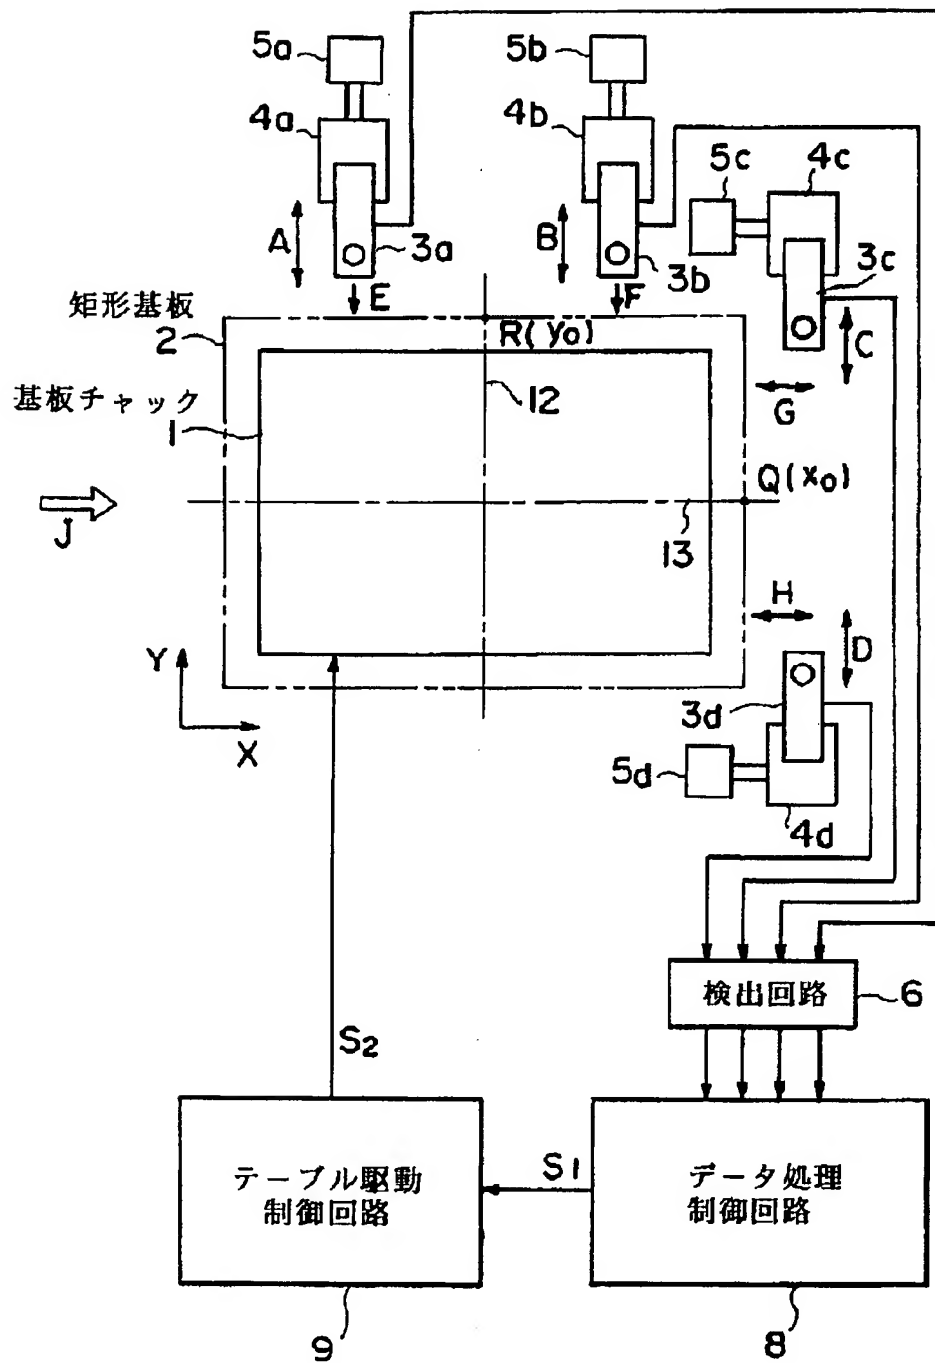 5a
5b
4a
4b
5c
4c
A
3a
B
3b
3c
矩形基板
2
E
F
R(yo)
C
基板チャック
1
12
G
J
Q(xo)
13
H
D
Y
X
3d
5d
4d
検出回路
6
S2
テーブル駆動
制御回路
S1
データ処理
制御回路
9
8